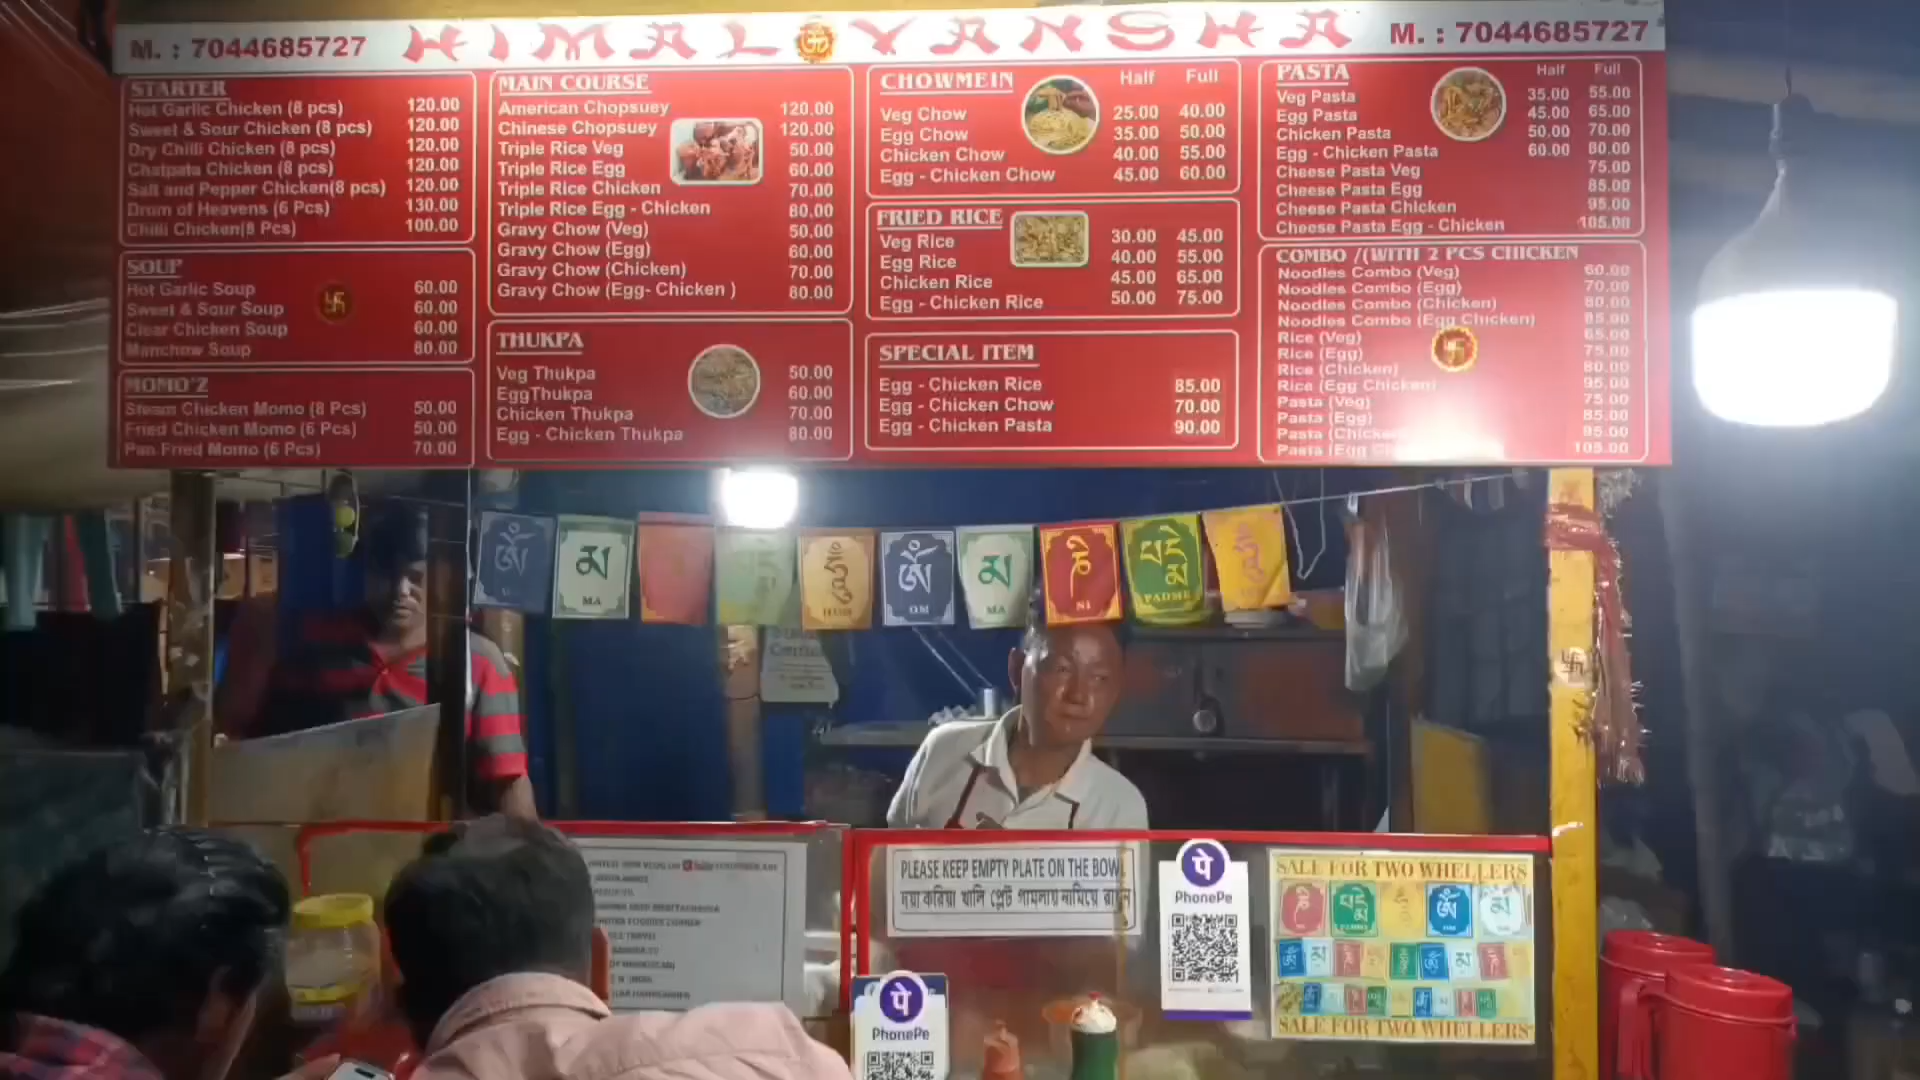 M. : 7044685727 HIMALAYANSHA M. : 7044685727
STARTER
Hot Garlic Chicken (8 pcs) 120.00
Sweet & Sour Chicken (8 pcs) 120.00
Dry Chilli Chicken (8 pcs) 120.00
Chatpata Chicken (8 pcs) 120.00
Salt and Pepper Chicken(8 pcs) 120.00
Drum of Heavens (6 Pcs) 130.00
Chilli Chicken(8 Pcs) 100.00
SOUP
Hot Garlic Soup 60.00
Sweet & Sour Soup 60.00
Clear Chicken Soup 60.00
Manchow Soup 80.00
MOMO'Z
Steam Chicken Momo (8 Pcs) 50.00
Fried Chicken Momo (6 Pcs) 50.00
Pan Fried Momo (6 Pcs) 70.00
MAIN COURSE
American Chopsuey 120.00
Chinese Chopsuey 120.00
Triple Rice Veg 50.00
Triple Rice Egg 60.00
Triple Rice Chicken 70.00
Triple Rice Egg - Chicken 80.00
Gravy Chow (Veg) 50.00
Gravy Chow (Egg) 60.00
Gravy Chow (Chicken) 70.00
Gravy Chow (Egg- Chicken ) 80.00
THUKPA
Veg Thukpa 50.00
EggThukpa 60.00
Chicken Thukpa 70.00
Egg - Chicken Thukpa 80.00
CHOWMEIN Half Full
Veg Chow 25.00 40.00
Egg Chow 35.00 50.00
Chicken Chow 40.00 55.00
Egg - Chicken Chow 45.00 60.00
FRIED RICE
Veg Rice 30.00 45.00
Egg Rice 40.00 55.00
Chicken Rice 45.00 65.00
Egg - Chicken Rice 50.00 75.00
SPECIAL ITEM
Egg - Chicken Rice 85.00
Egg - Chicken Chow 70.00
Egg - Chicken Pasta 90.00
PASTA Half Full
Veg Pasta 35.00 55.00
Egg Pasta 45.00 65.00
Chicken Pasta 50.00 70.00
Egg - Chicken Pasta 60.00 80.00
Cheese Pasta Veg 75.00
Cheese Pasta Egg 85.00
Cheese Pasta Chicken 95.00
Cheese Pasta Egg - Chicken 105.00
COMBO /(WITH 2 PCS CHICKEN
Noodles Combo (Veg) 60.00
Noodles Combo (Egg) 70.00
Noodles Combo (Chicken) 80.00
Noodles Combo (Egg Chicken) 85.00
Rice (Veg) 65.00
Rice (Egg) 75.00
Rice (Chicken) 80.00
Rice (Egg Chicken) 95.00
Pasta (Veg) 75.00
Pasta (Egg) 85.00
Pasta (Chicke 95.00
Pasta (Egg 105.00
MA HUM OM MA NI PADME
PLEASE KEEP EMPTY PLATE ON THE BOWL
দয়া করিয়া খালি প্লেট গামলায় নামিয়ে রাখুন
पे
PhonePe
पे
PhonePe
SALE FOR TWO WHELLERS
SALE FOR TWO WHELLERS